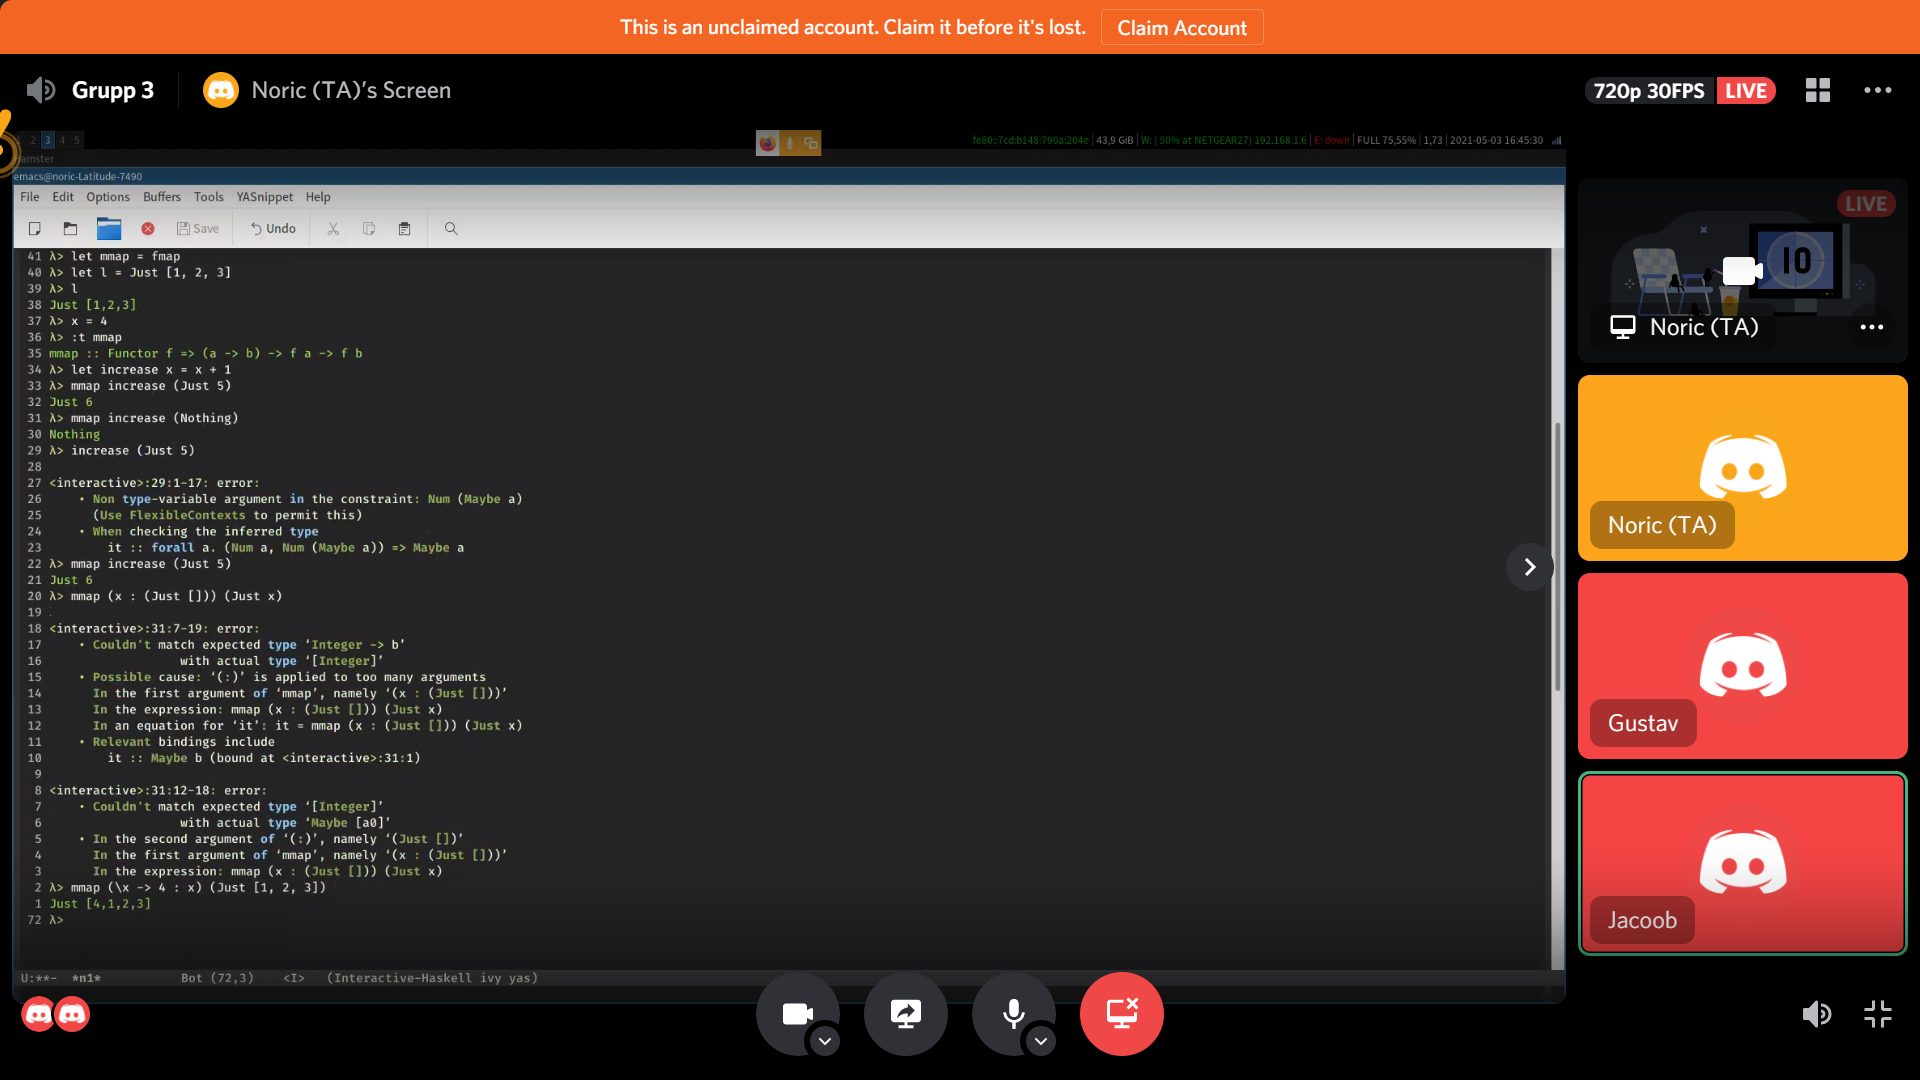 This is an unclaimed account. Claim it before it's lost. Claim Account
Grupp 3 Noric (TA)'s Screen 720p 30FPS LIVE
2 3 4 5 fe80::7cd:b148:790a:204e | 43,9 GiB | W: ( 50% at NETGEAR27) 192.168.1.6 | E: down | FULL 75,55% | 1,73 | 2021-05-03 16:45:30
emacs@noric-Latitude-7490
File Edit Options Buffers Tools YASnippet Help
Save Undo
41 λ> let mmap = fmap
40 λ> let l = Just [1, 2, 3]
39 λ> l
38 Just [1,2,3]
37 λ> x = 4
36 λ> :t mmap
35 mmap :: Functor f => (a -> b) -> f a -> f b
34 λ> let increase x = x + 1
33 λ> mmap increase (Just 5)
32 Just 6
31 λ> mmap increase (Nothing)
30 Nothing
29 λ> increase (Just 5)
28
27 <interactive>:29:1-17: error:
26 • Non type-variable argument in the constraint: Num (Maybe a)
25 (Use FlexibleContexts to permit this)
24 • When checking the inferred type
23 it :: forall a. (Num a, Num (Maybe a)) => Maybe a
22 λ> mmap increase (Just 5)
21 Just 6
20 λ> mmap (x : (Just [])) (Just x)
19
18 <interactive>:31:7-19: error:
17 • Couldn't match expected type ‘Integer -> b’
16 with actual type ‘[Integer]’
15 • Possible cause: ‘(:)’ is applied to too many arguments
14 In the first argument of ‘mmap’, namely ‘(x : (Just []))’
13 In the expression: mmap (x : (Just [])) (Just x)
12 In an equation for ‘it’: it = mmap (x : (Just [])) (Just x)
11 • Relevant bindings include
10 it :: Maybe b (bound at <interactive>:31:1)
9
8 <interactive>:31:12-18: error:
7 • Couldn't match expected type ‘[Integer]’
6 with actual type ‘Maybe [a0]’
5 • In the second argument of ‘(:)’, namely ‘(Just [])’
4 In the first argument of ‘mmap’, namely ‘(x : (Just []))’
3 In the expression: mmap (x : (Just [])) (Just x)
2 λ> mmap (\x -> 4 : x) (Just [1, 2, 3])
1 Just [4,1,2,3]
72 λ>
U:**- *n1* Bot (72,3) <I> (Interactive-Haskell ivy yas)
LIVE
10
Noric (TA)
Noric (TA)
Gustav
Jacoob